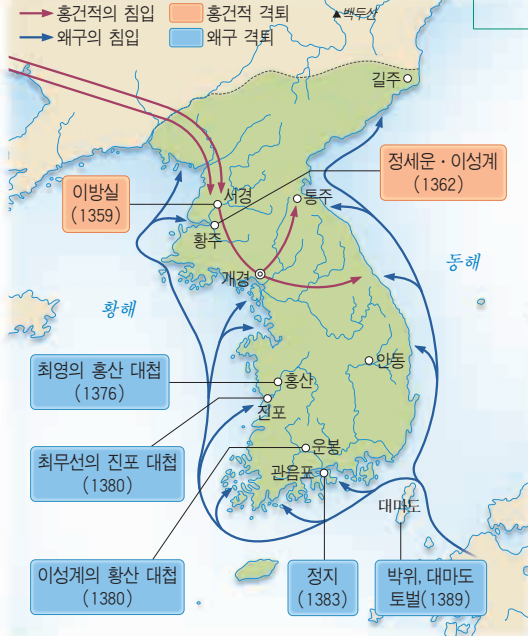 홍건적의 침입
홍건적 격퇴
왜구의 침입
왜구 격퇴
▲백두산
길주
정세운·이성계
(1362)
이방실
(1359)
서경
통주
황주
개경
동해
황해
최영의 홍산 대첩
(1376)
홍산
안동
진포
최무선의 진포 대첩
(1380)
운봉
관음포
대마도
이성계의 황산 대첩
(1380)
정지
(1383)
박위, 대마도
토벌(1389)